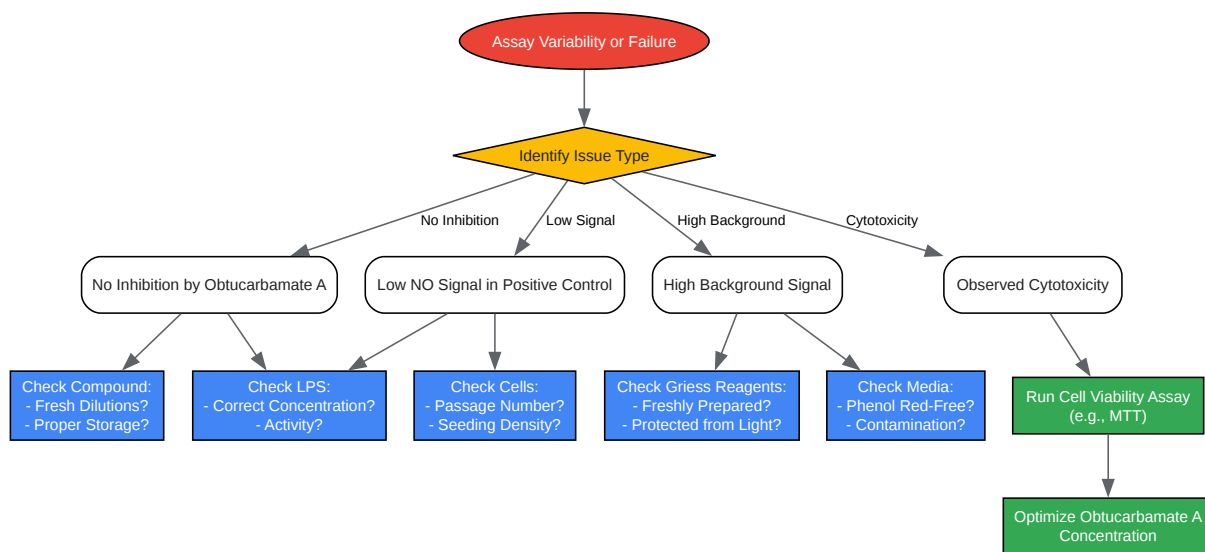 Assay Variability or Failure
Identify Issue Type
No Inhibition
Low Signal
High Background
Cytotoxicity
No Inhibition by Obtucarbamate A
Low NO Signal in Positive Control
High Background Signal
Observed Cytotoxicity
Check Compound:
- Fresh Dilutions?
- Proper Storage?
Check LPS:
- Correct Concentration?
- Activity?
Check Cells:
- Passage Number?
- Seeding Density?
Check Griess Reagents:
- Freshly Prepared?
- Protected from Light?
Check Media:
- Phenol Red-Free?
- Contamination?
Run Cell Viability Assay
(e.g., MTT)
Optimize Obtucarbamate A
Concentration